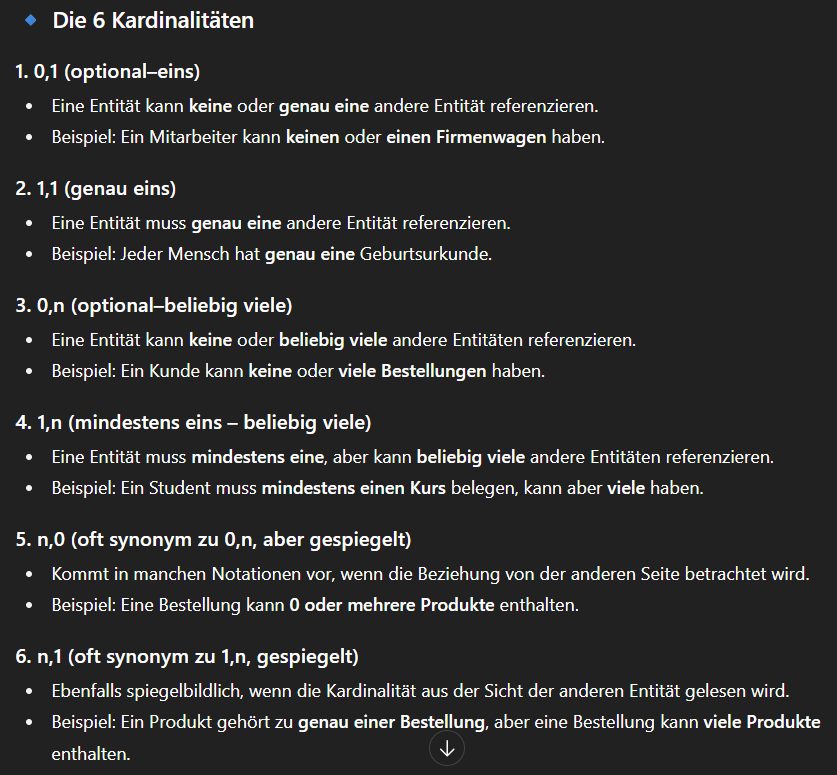 Die 6 Kardinalitäten
1. 0,1 (optional–eins)
• Eine Entität kann keine oder genau eine andere Entität referenzieren.
• Beispiel: Ein Mitarbeiter kann keinen oder einen Firmenwagen haben.
2. 1,1 (genau eins)
• Eine Entität muss genau eine andere Entität referenzieren.
• Beispiel: Jeder Mensch hat genau eine Geburtsurkunde.
3. 0,n (optional–beliebig viele)
• Eine Entität kann keine oder beliebig viele andere Entitäten referenzieren.
• Beispiel: Ein Kunde kann keine oder viele Bestellungen haben.
4. 1,n (mindestens eins – beliebig viele)
• Eine Entität muss mindestens eine, aber kann beliebig viele andere Entitäten referenzieren.
• Beispiel: Ein Student muss mindestens einen Kurs belegen, kann aber viele haben.
5. n,0 (oft synonym zu 0,n, aber gespiegelt)
• Kommt in manchen Notationen vor, wenn die Beziehung von der anderen Seite betrachtet wird.
• Beispiel: Eine Bestellung kann 0 oder mehrere Produkte enthalten.
6. n,1 (oft synonym zu 1,n, gespiegelt)
• Ebenfalls spiegelbildlich, wenn die Kardinalität aus der Sicht der anderen Entität gelesen wird.
• Beispiel: Ein Produkt gehört zu genau einer Bestellung, aber eine Bestellung kann viele Produkte
enthalten.